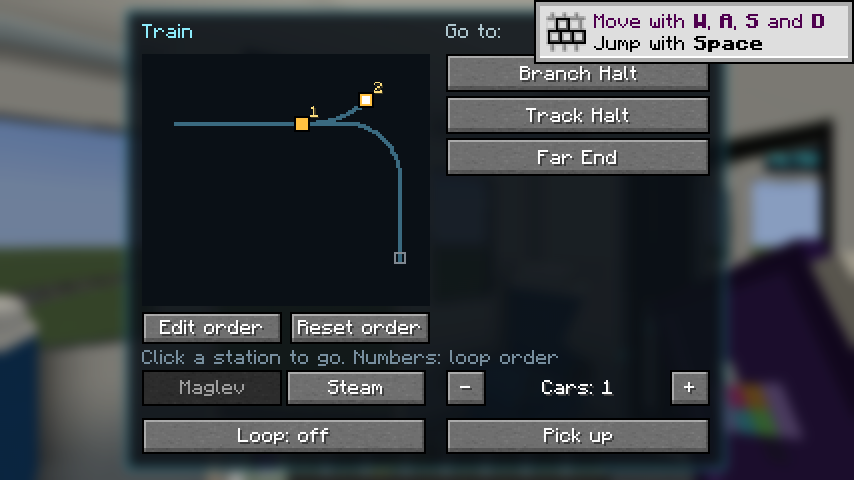 Train
Go to:
Move with W, A, S and D
Jump with Space
Branch Halt
Track Halt
Far End
1
2
Edit order
Reset order
Click a station to go. Numbers: loop order
Maglev
Steam
-
Cars: 1
+
Loop: off
Pick up